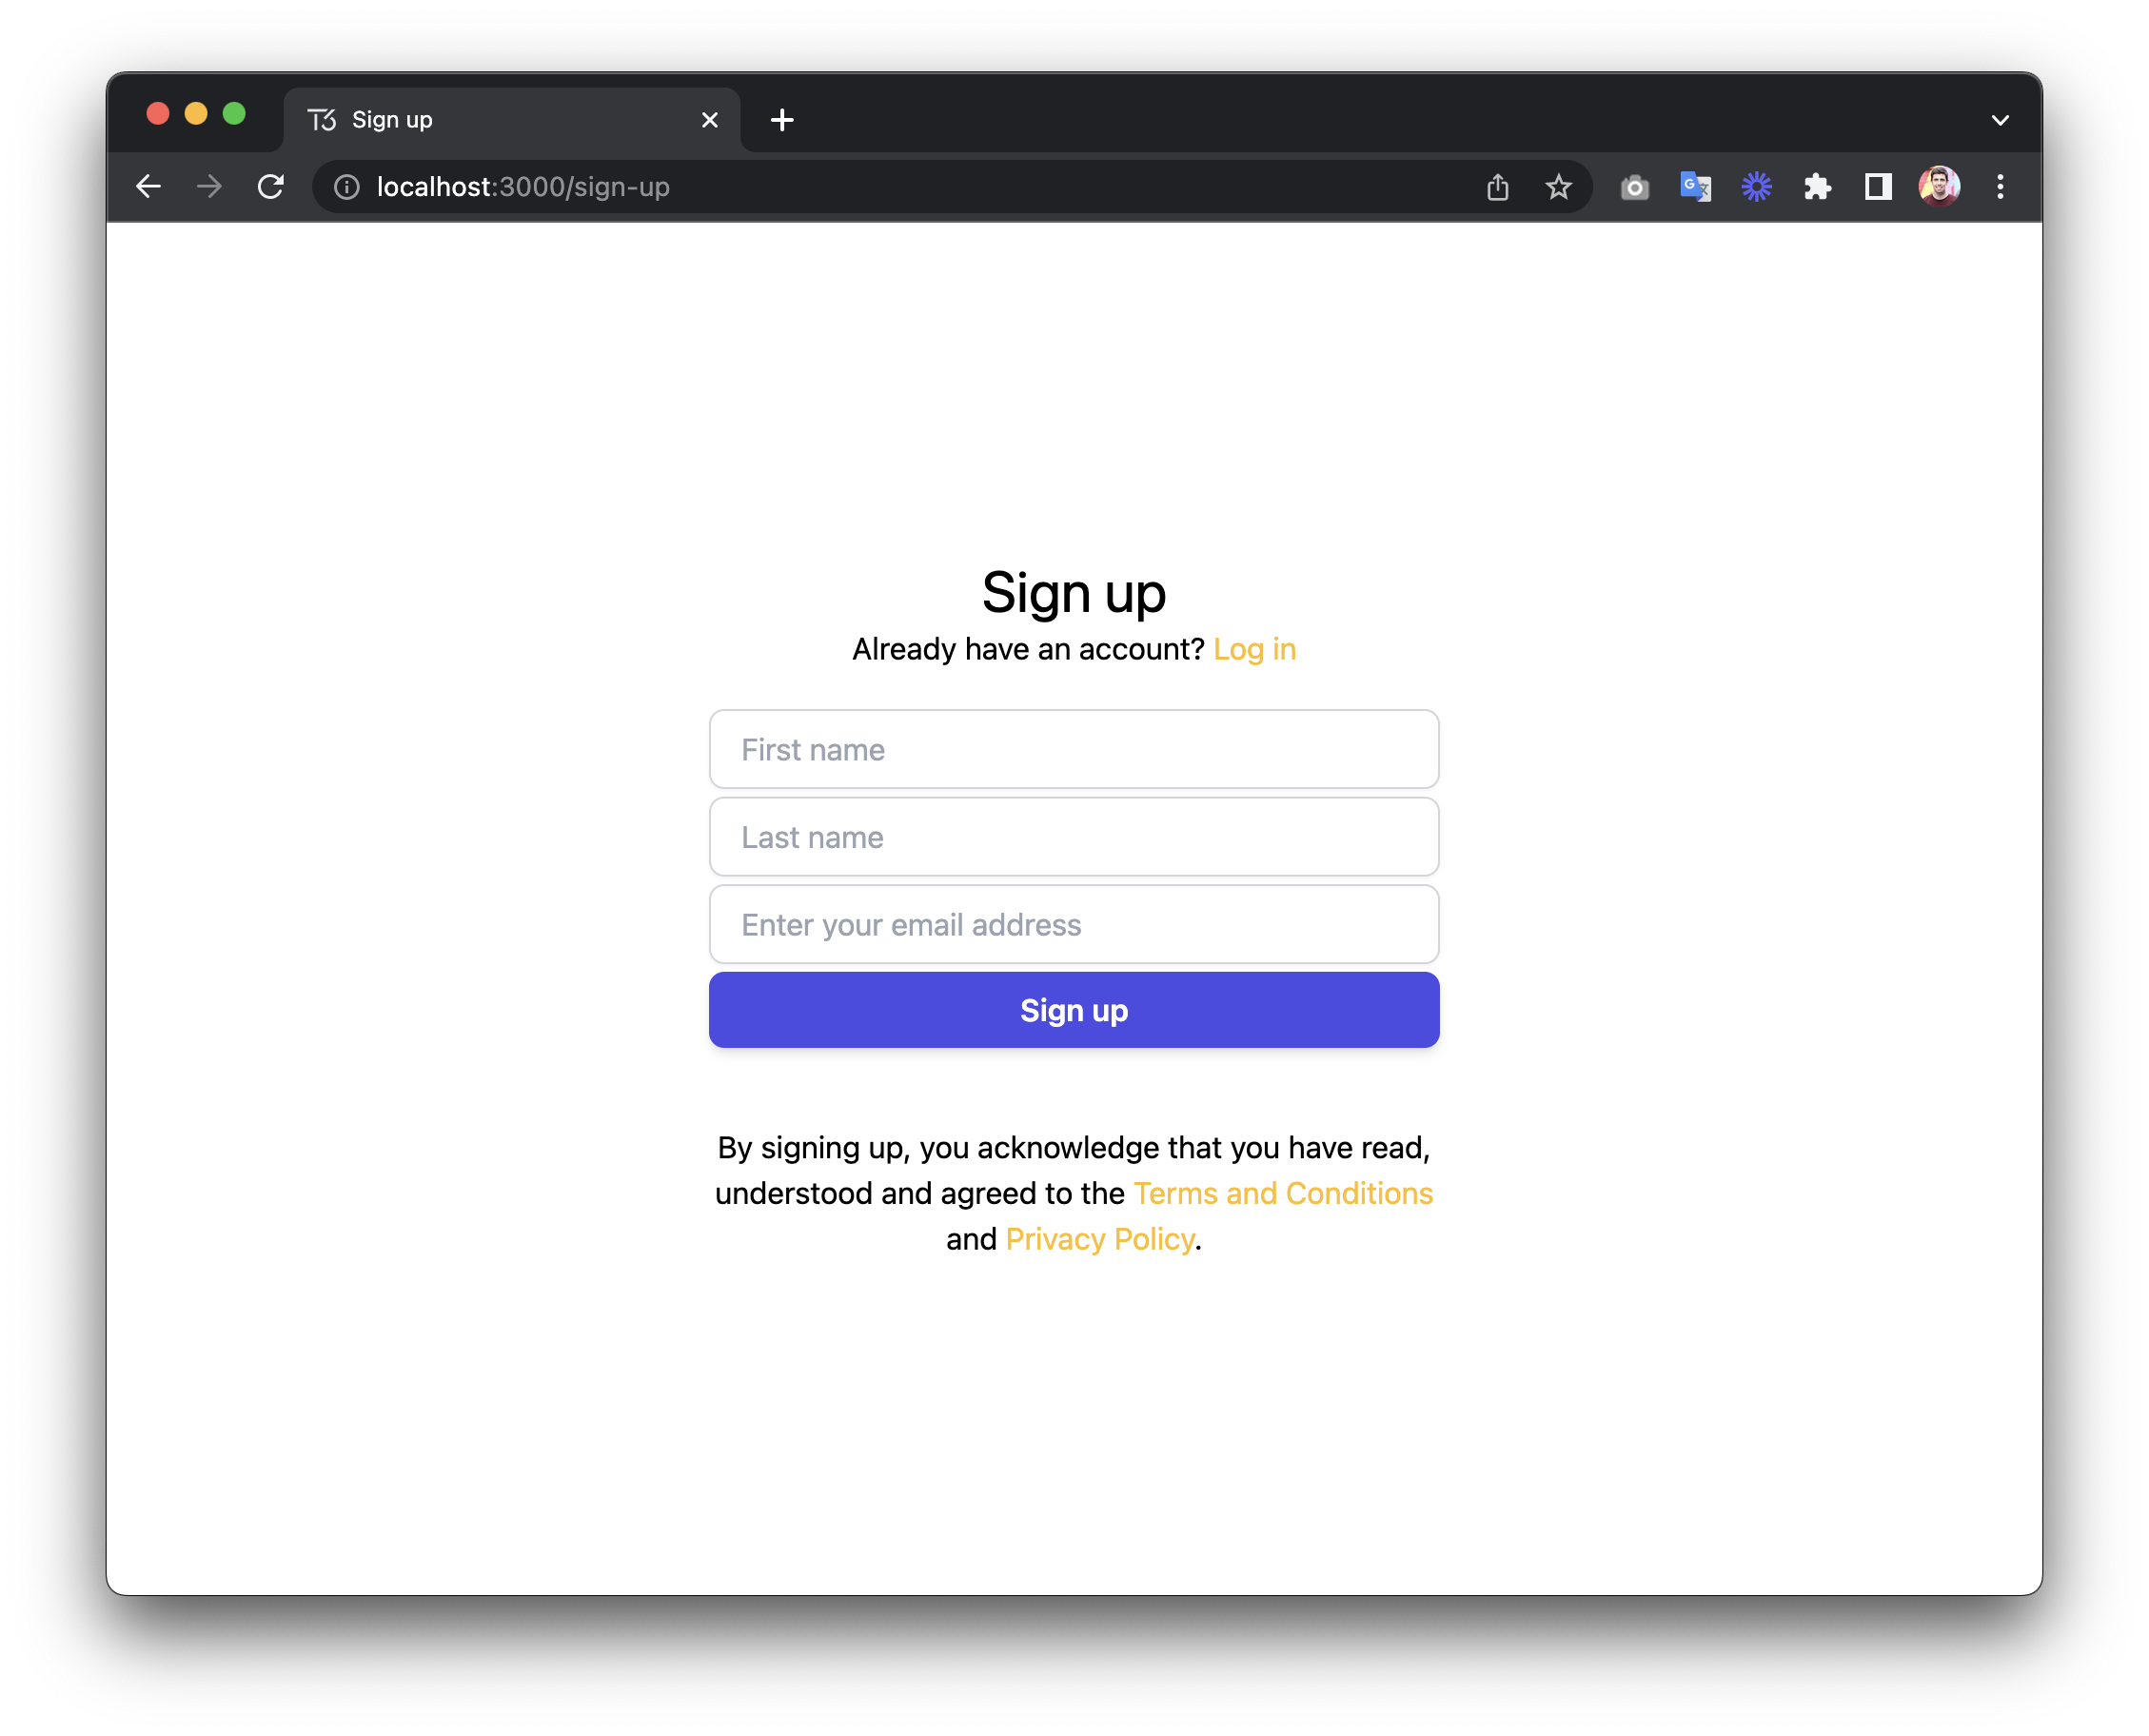 Sign up
localhost:3000/sign-up
Sign up
Already have an account? Log in
First name
Last name
Enter your email address
Sign up
By signing up, you acknowledge that you have read,
understood and agreed to the Terms and Conditions
and Privacy Policy.